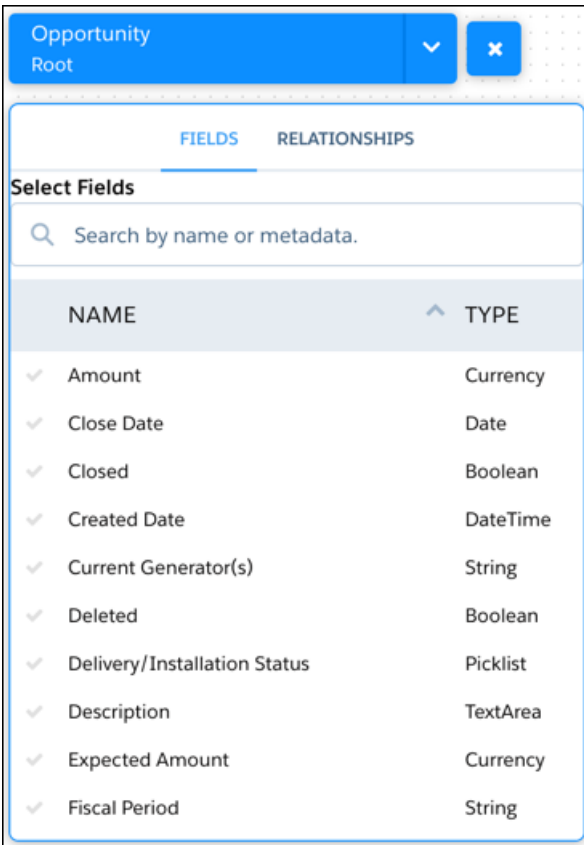 Opportunity
Root
FIELDS RELATIONSHIPS
Select Fields
Search by name or metadata.
NAME TYPE
Amount Currency
Close Date Date
Closed Boolean
Created Date DateTime
Current Generator(s) String
Deleted Boolean
Delivery/Installation Status Picklist
Description TextArea
Expected Amount Currency
Fiscal Period String